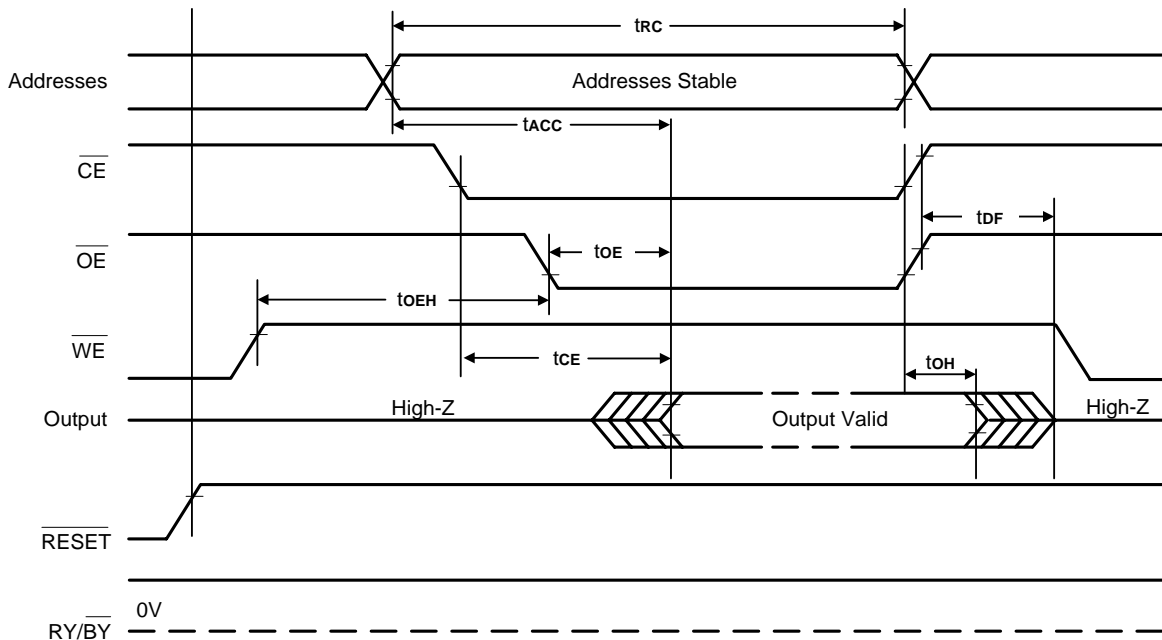 tRC
Addresses
Addresses Stable
tACC
CE
tDF
OE
tOE
tOEH
WE
tCE
tOH
Output
High-Z
Output Valid
High-Z
RESET
0V
RY/BY